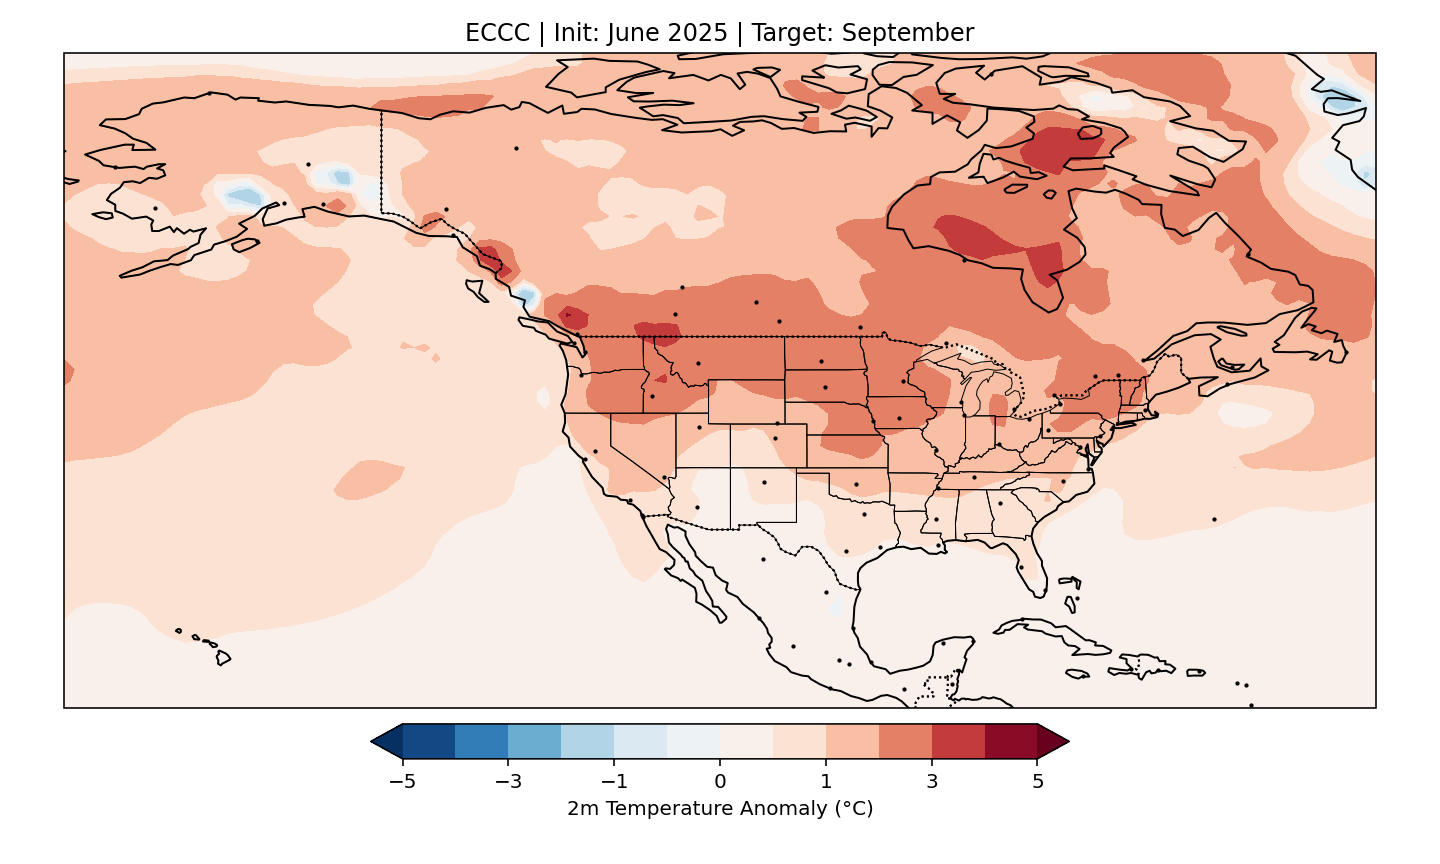 ECCC | Init: June 2025 | Target: September
−5 −3 −1 0 1 3 5
2m Temperature Anomaly (°C)